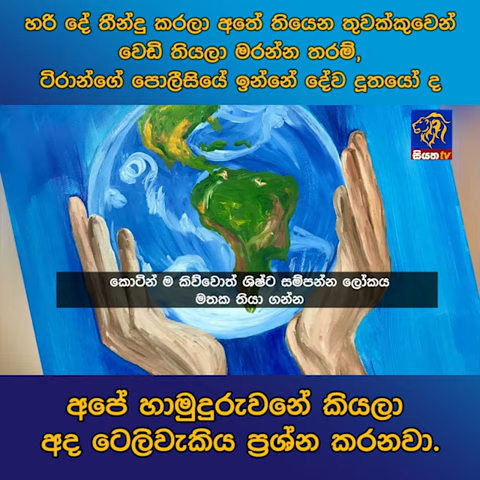 හරි දේ තීන්දු කරලා අතේ තියෙන තුවක්කුවෙන්
වෙඩි තියලා මරන්න තරම්,
ටිරාන්ගේ පොලීසියේ ඉන්නේ දේව දූතයෝ ද
සියත tv
කොටින් ම කිව්වොත් ශිෂ්ට සම්පන්න ලෝකය
මතක තියා ගන්න
අපේ හාමුදුරුවනේ කියලා
අද ටෙලිවැකිය ප්‍රශ්න කරනවා.